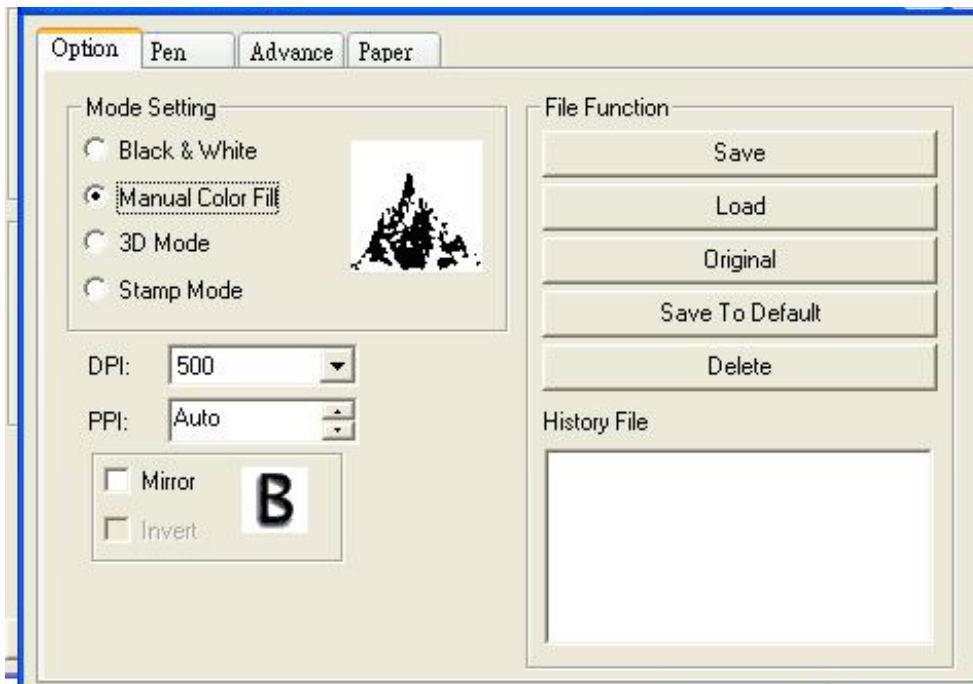 Option Pen Advance Paper
Mode Setting
Black & White
Manual Color Fill
3D Mode
Stamp Mode
DPI: 500
PPI: Auto
Mirror
Invert
B
File Function
Save
Load
Original
Save To Default
Delete
History File